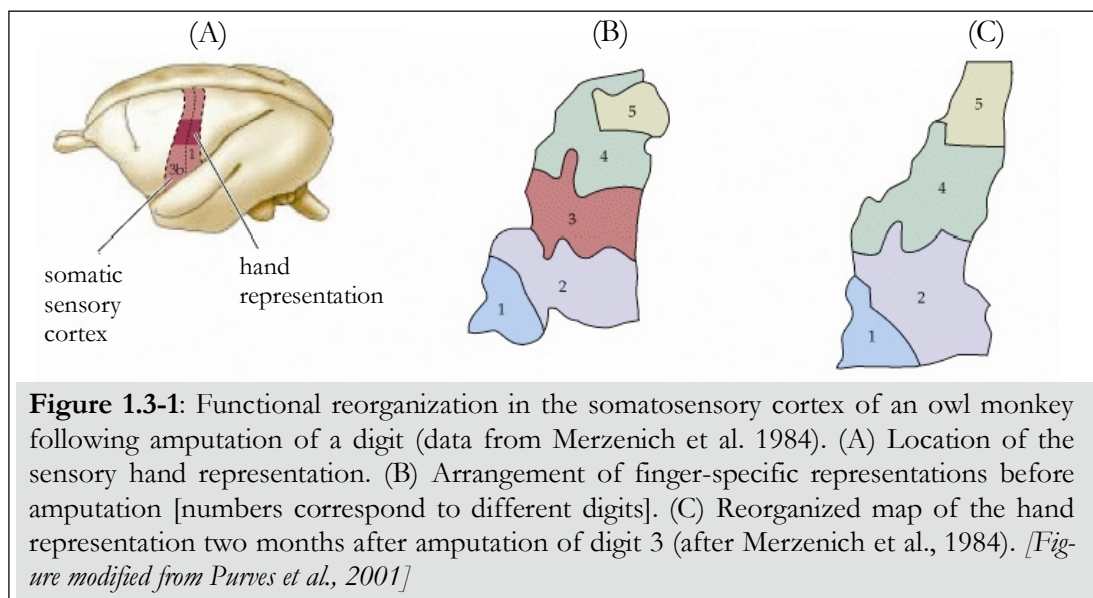 (A)
(B)
(C)
1
3b
somatic
sensory
cortex
hand
representation
5
4
3
2
1
5
4
2
1
Figure 1.3-1: Functional reorganization in the somatosensory cortex of an owl monkey
following amputation of a digit (data from Merzenich et al. 1984). (A) Location of the
sensory hand representation. (B) Arrangement of finger-specific representations before
amputation [numbers correspond to different digits]. (C) Reorganized map of the hand
representation two months after amputation of digit 3 (after Merzenich et al., 1984). [Fig-
ure modified from Purves et al., 2001]